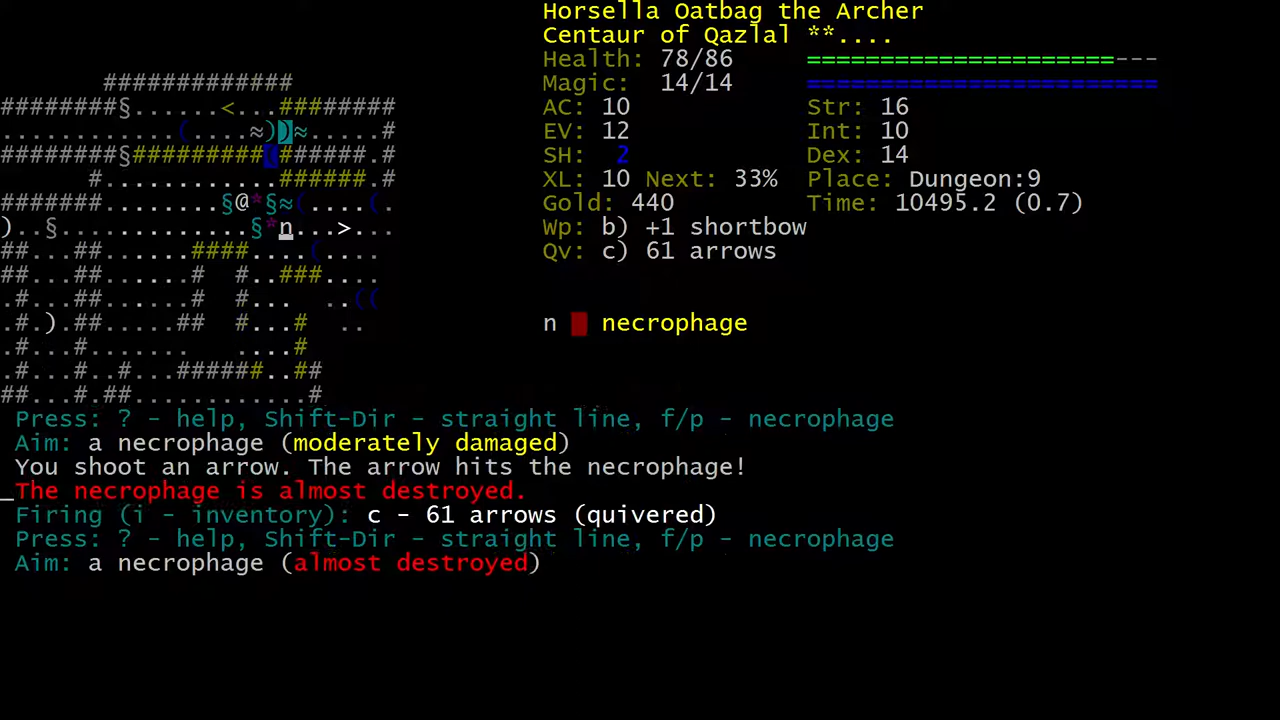 Horsella Oatbag the Archer
Centaur of Qazlal **....
Health: 78/86 =====================---
Magic: 14/14 ========================
AC: 10 Str: 16
EV: 12 Int: 10
SH: 2 Dex: 14
XL: 10 Next: 33% Place: Dungeon:9
Gold: 440 Time: 10495.2 (0.7)
Wp: b) +1 shortbow
Qv: c) 61 arrows
n necrophage
#############
########§......<...########
............(....≈))≈.....#
########§#########(######.#
#............######.#
#######........§@*§≈(....(.
)..§............§*n...>...
##...##......####....(....
##...##......# #..###....
.#...##......# #... ..((
.#.).##.....## #...# ..
.#...#....... ....#
.#...#..#...######..##
##...#.#............#
Press: ? - help, Shift-Dir - straight line, f/p - necrophage
Aim: a necrophage (moderately damaged)
You shoot an arrow. The arrow hits the necrophage!
_The necrophage is almost destroyed.
Firing (i - inventory): c - 61 arrows (quivered)
Press: ? - help, Shift-Dir - straight line, f/p - necrophage
Aim: a necrophage (almost destroyed)